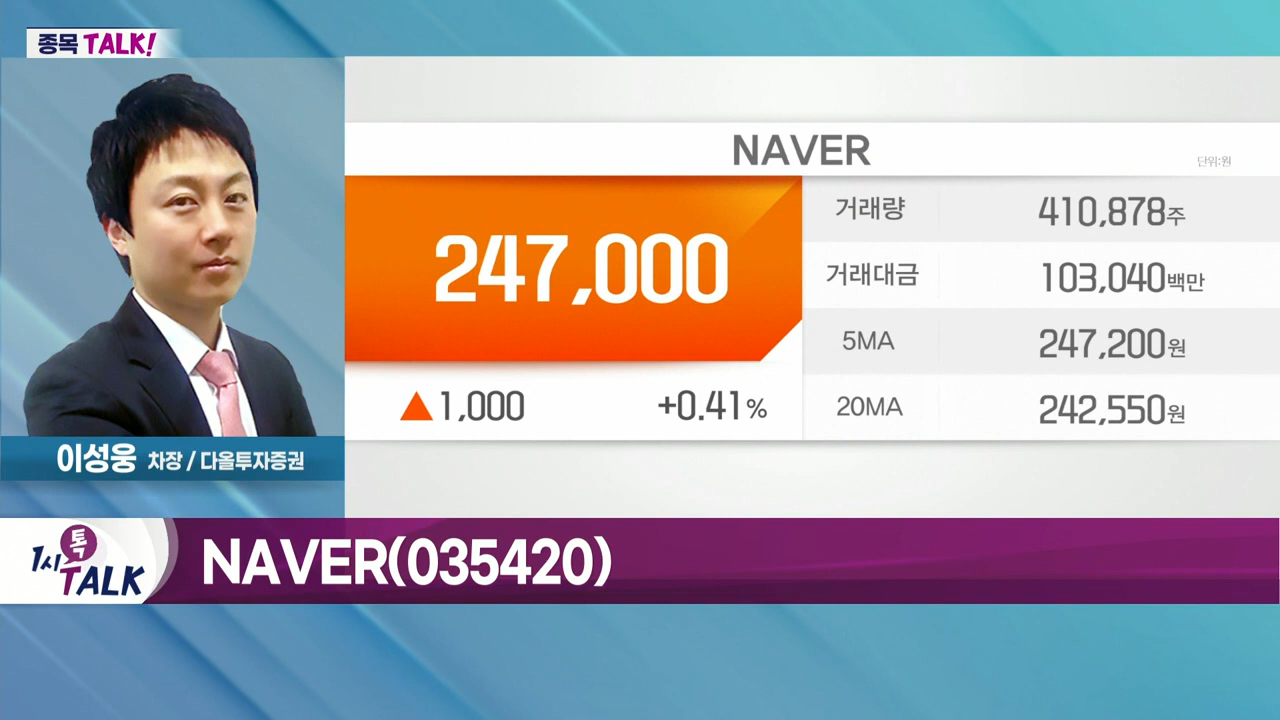 종목 TALK!
NAVER
단위:원
247,000
▲1,000 +0.41%
거래량 410,878주
거래대금 103,040백만
5MA 247,200원
20MA 242,550원
이성웅 차장 / 다올투자증권
1시 톡 TALK
NAVER(035420)